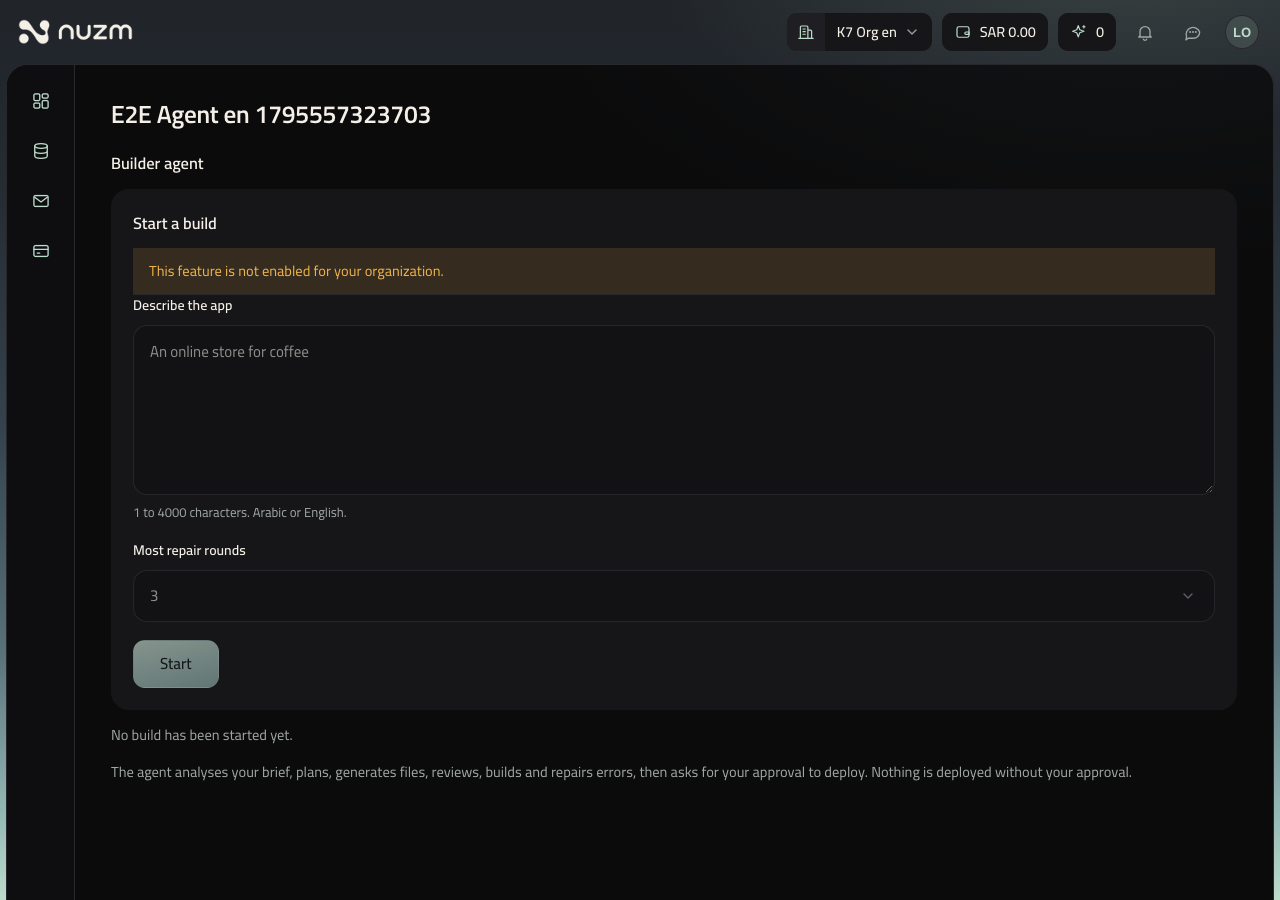 nuzm
K7 Org en
SAR 0.00
0
LO
E2E Agent en 1795557323703
Builder agent
Start a build
This feature is not enabled for your organization.
Describe the app
An online store for coffee
1 to 4000 characters. Arabic or English.
Most repair rounds
3
Start
No build has been started yet.
The agent analyses your brief, plans, generates files, reviews, builds and repairs errors, then asks for your approval to deploy. Nothing is deployed without your approval.